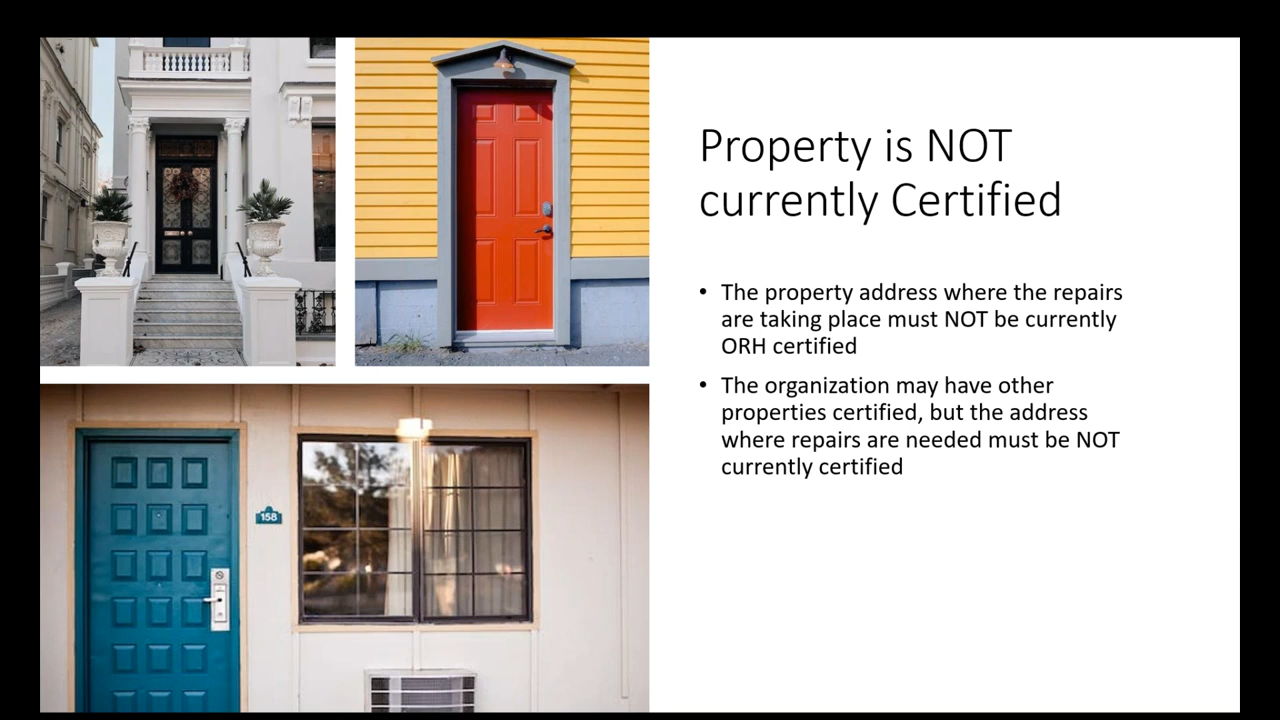 Property is NOT
currently Certified
• The property address where the repairs
are taking place must NOT be currently
ORH certified
• The organization may have other
properties certified, but the address
where repairs are needed must be NOT
currently certified
158